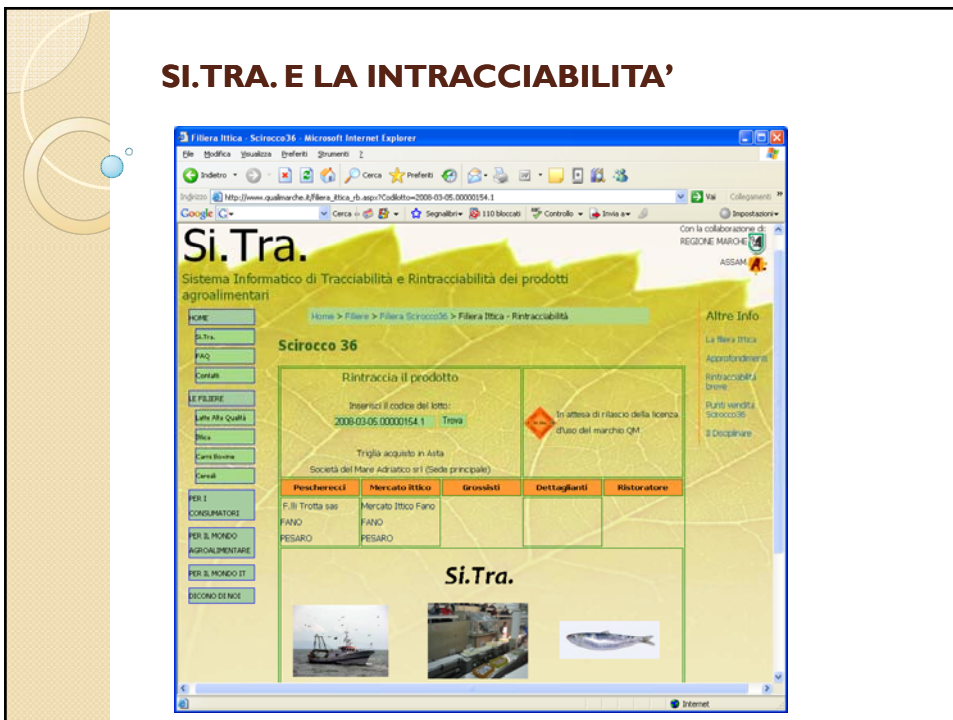 SI.TRA. E LA INTRACCIABILITA’
Filiera Ittica - Scirocco36 - Microsoft Internet Explorer
File Modifica Visualizza Preferiti Strumenti ?
Indietro Cerca Preferiti
Indirizzo http://www.qualimarche.it/filiera_ittica_rb.aspx?Codlotto=2008-03-05.00000154.1 Vai Collegamenti »
Google Cerca Segnalibri 110 bloccati Controllo Invia a Impostazioni
Con la collaborazione di:
REGIONE MARCHE
ASSAM
Si.Tra.
Sistema Informatico di Tracciabilità e Rintracciabilità dei prodotti
agroalimentari
HOME
Si.Tra.
FAQ
Contatti
LE FILIERE
Latte Alta Qualità
Ittica
Carni Bovine
Cereali
PER I
CONSUMATORI
PER IL MONDO
AGROALIMENTARE
PER IL MONDO IT
DICONO DI NOI
Home > Filiere > Filiera Scirocco36 > Filiera Ittica - Rintracciabilità
Scirocco 36
Rintraccia il prodotto
Inserisci il codice del lotto:
2008-03-05.00000154.1 Trova
Triglia acquisto in Asta
Società del Mare Adriatico srl (Sede principale)
In attesa di rilascio della licenza
d'uso del marchio QM
Pescherecci Mercato ittico Grossisti Dettaglianti Ristoratore
F.lli Trotta sas Mercato Ittico Fano
FANO FANO
PESARO PESARO
Si.Tra.
Altre Info
La filiera Ittica
Approfondimenti
Rintracciabilità
breve
Punti vendita
Scirocco36
Il Disciplinare
Internet